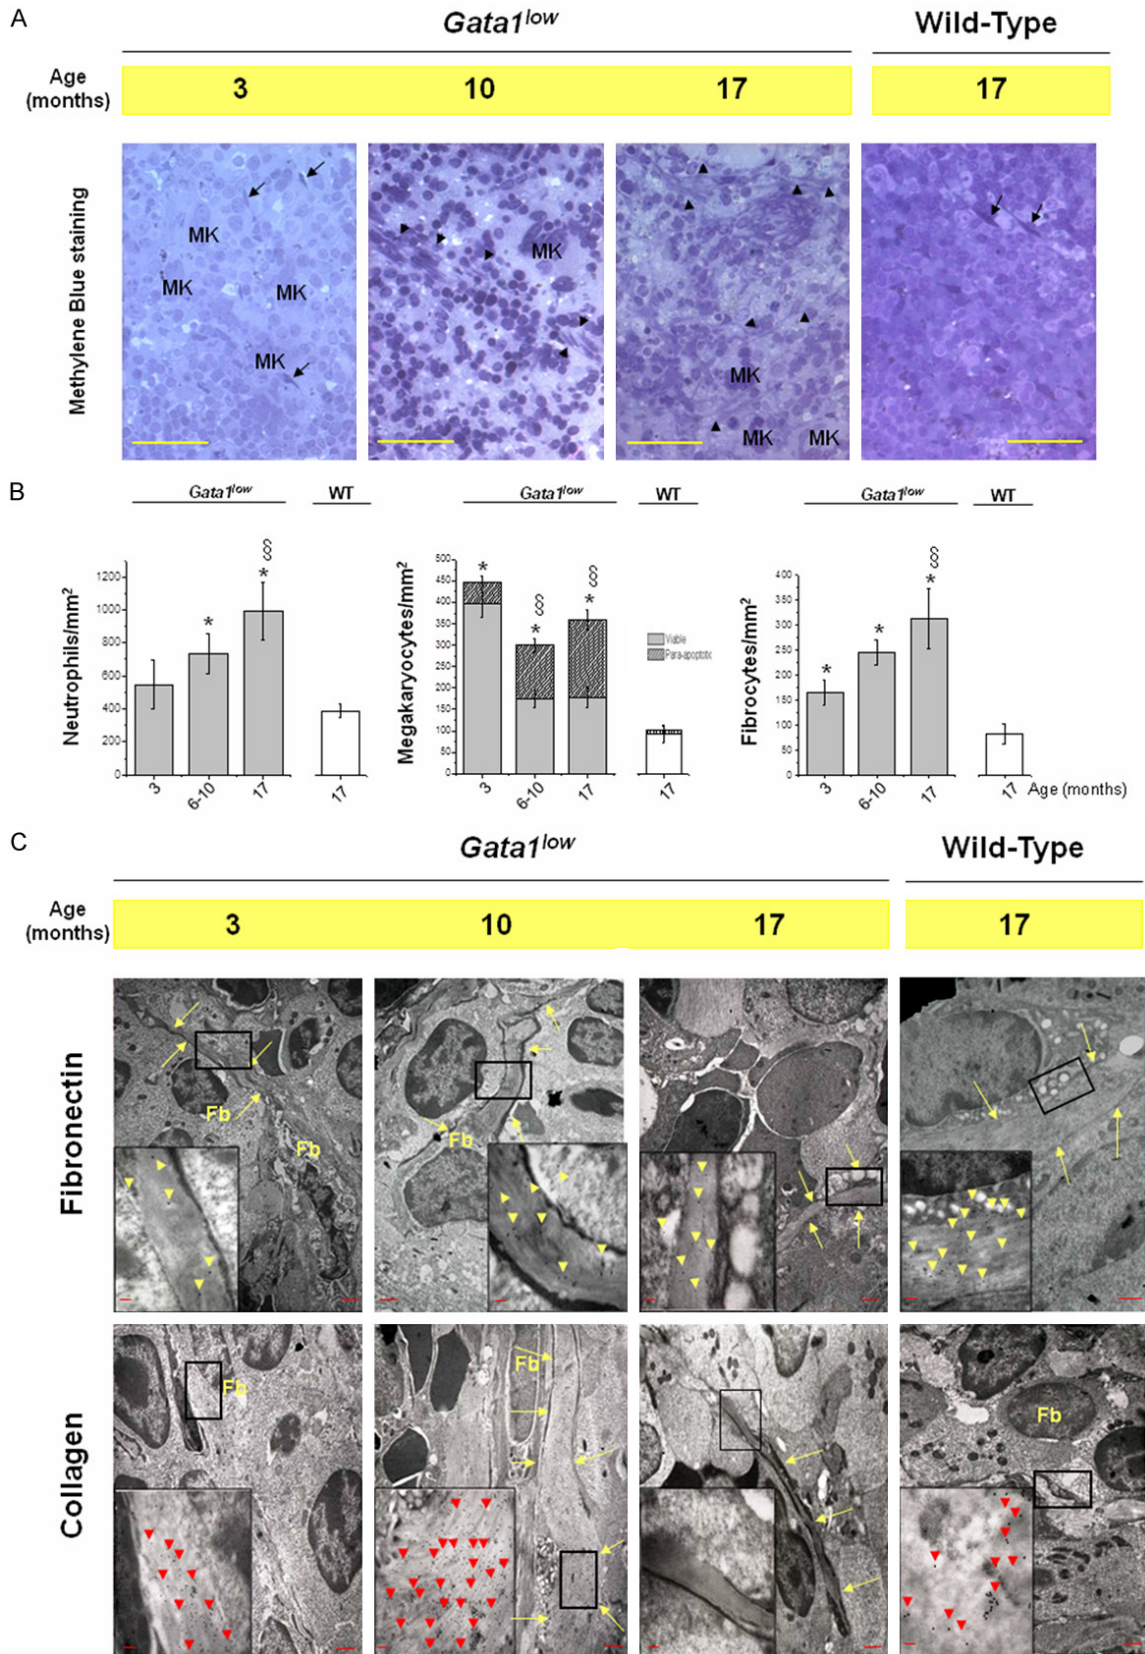 A
Gata1low
Wild-Type
Age
(months)
3
10
17
17
Methylene Blue staining
MK
MK
MK
MK
MK
MK
MK
MK
B
Gata1low
WT
Gata1low
WT
Gata1low
WT
Neutrophils/mm2
1200
1000
800
600
400
200
0
*
*
§
3
6-10
17
17
Megakaryocytes/mm2
500
450
400
350
300
250
200
150
100
50
0
*
§
*
§
*
3
6-10
17
17
Viable
Para-apoptotic
Fibrocytes/mm2
400
350
300
250
200
150
100
50
0
*
*
§
*
3
6-10
17
17
Age (months)
C
Gata1low
Wild-Type
Age
(months)
3
10
17
17
Fibronectin
Fb
Fb
Fb
Collagen
Fb
Fb
Fb